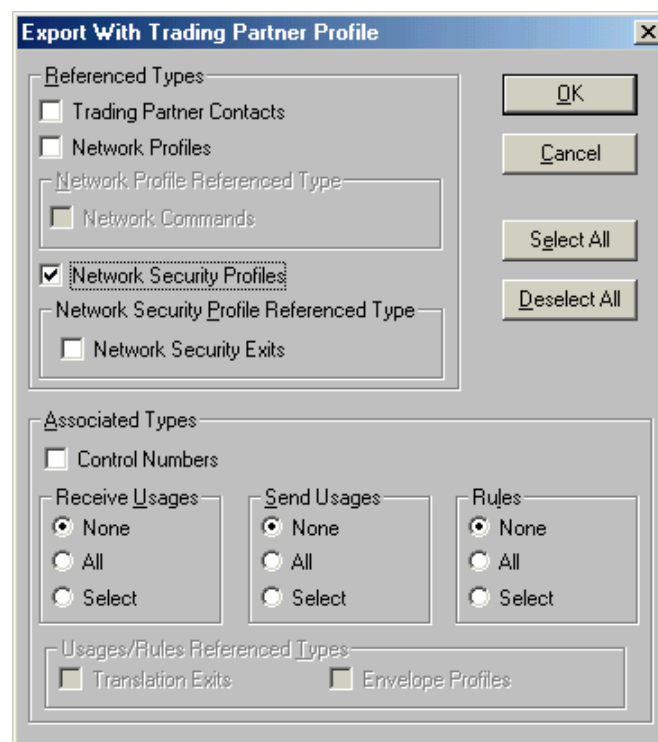 Export With Trading Partner Profile
Referenced Types
Trading Partner Contacts
Network Profiles
Network Profile Referenced Type
Network Commands
Network Security Profiles
Network Security Profile Referenced Type
Network Security Exits
OK
Cancel
Select All
Deselect All
Associated Types
Control Numbers
Receive Usages
None
All
Select
Send Usages
None
All
Select
Rules
None
All
Select
Usages/Rules Referenced Types
Translation Exits
Envelope Profiles